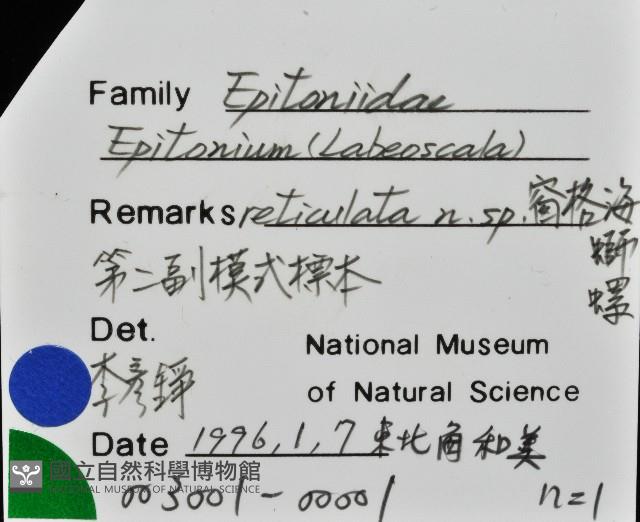 Family Epitoniidae
Epitonium (Labeoscala)
Remarks reticulata n.sp. 窗格海
螄
螺
第二副模式標本
Det.
李彥錚
National Museum
of Natural Science
Date 1996,1,7 東北角和美
國立自然科學博物館
NATIONAL MUSEUM OF NATURAL SCIENCE
003001-00001 n=1